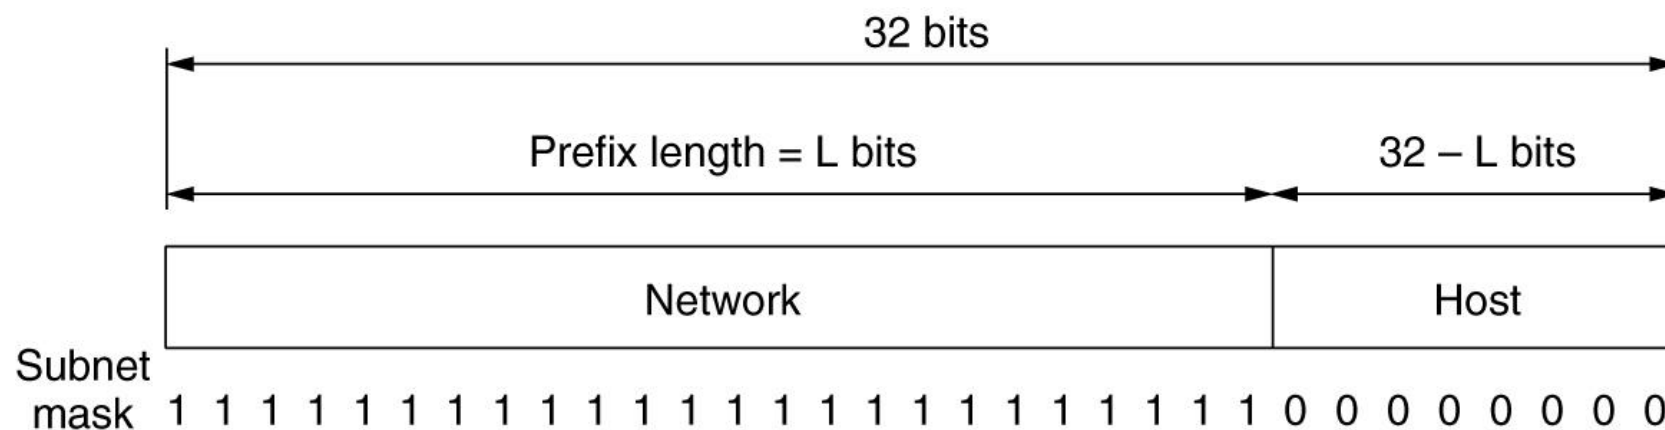 32 bits
Prefix length = L bits
32 – L bits
Network
Host
Subnet
mask
1 1 1 1 1 1 1 1 1 1 1 1 1 1 1 1 1 1 1 1 1 1 1 1 0 0 0 0 0 0 0 0